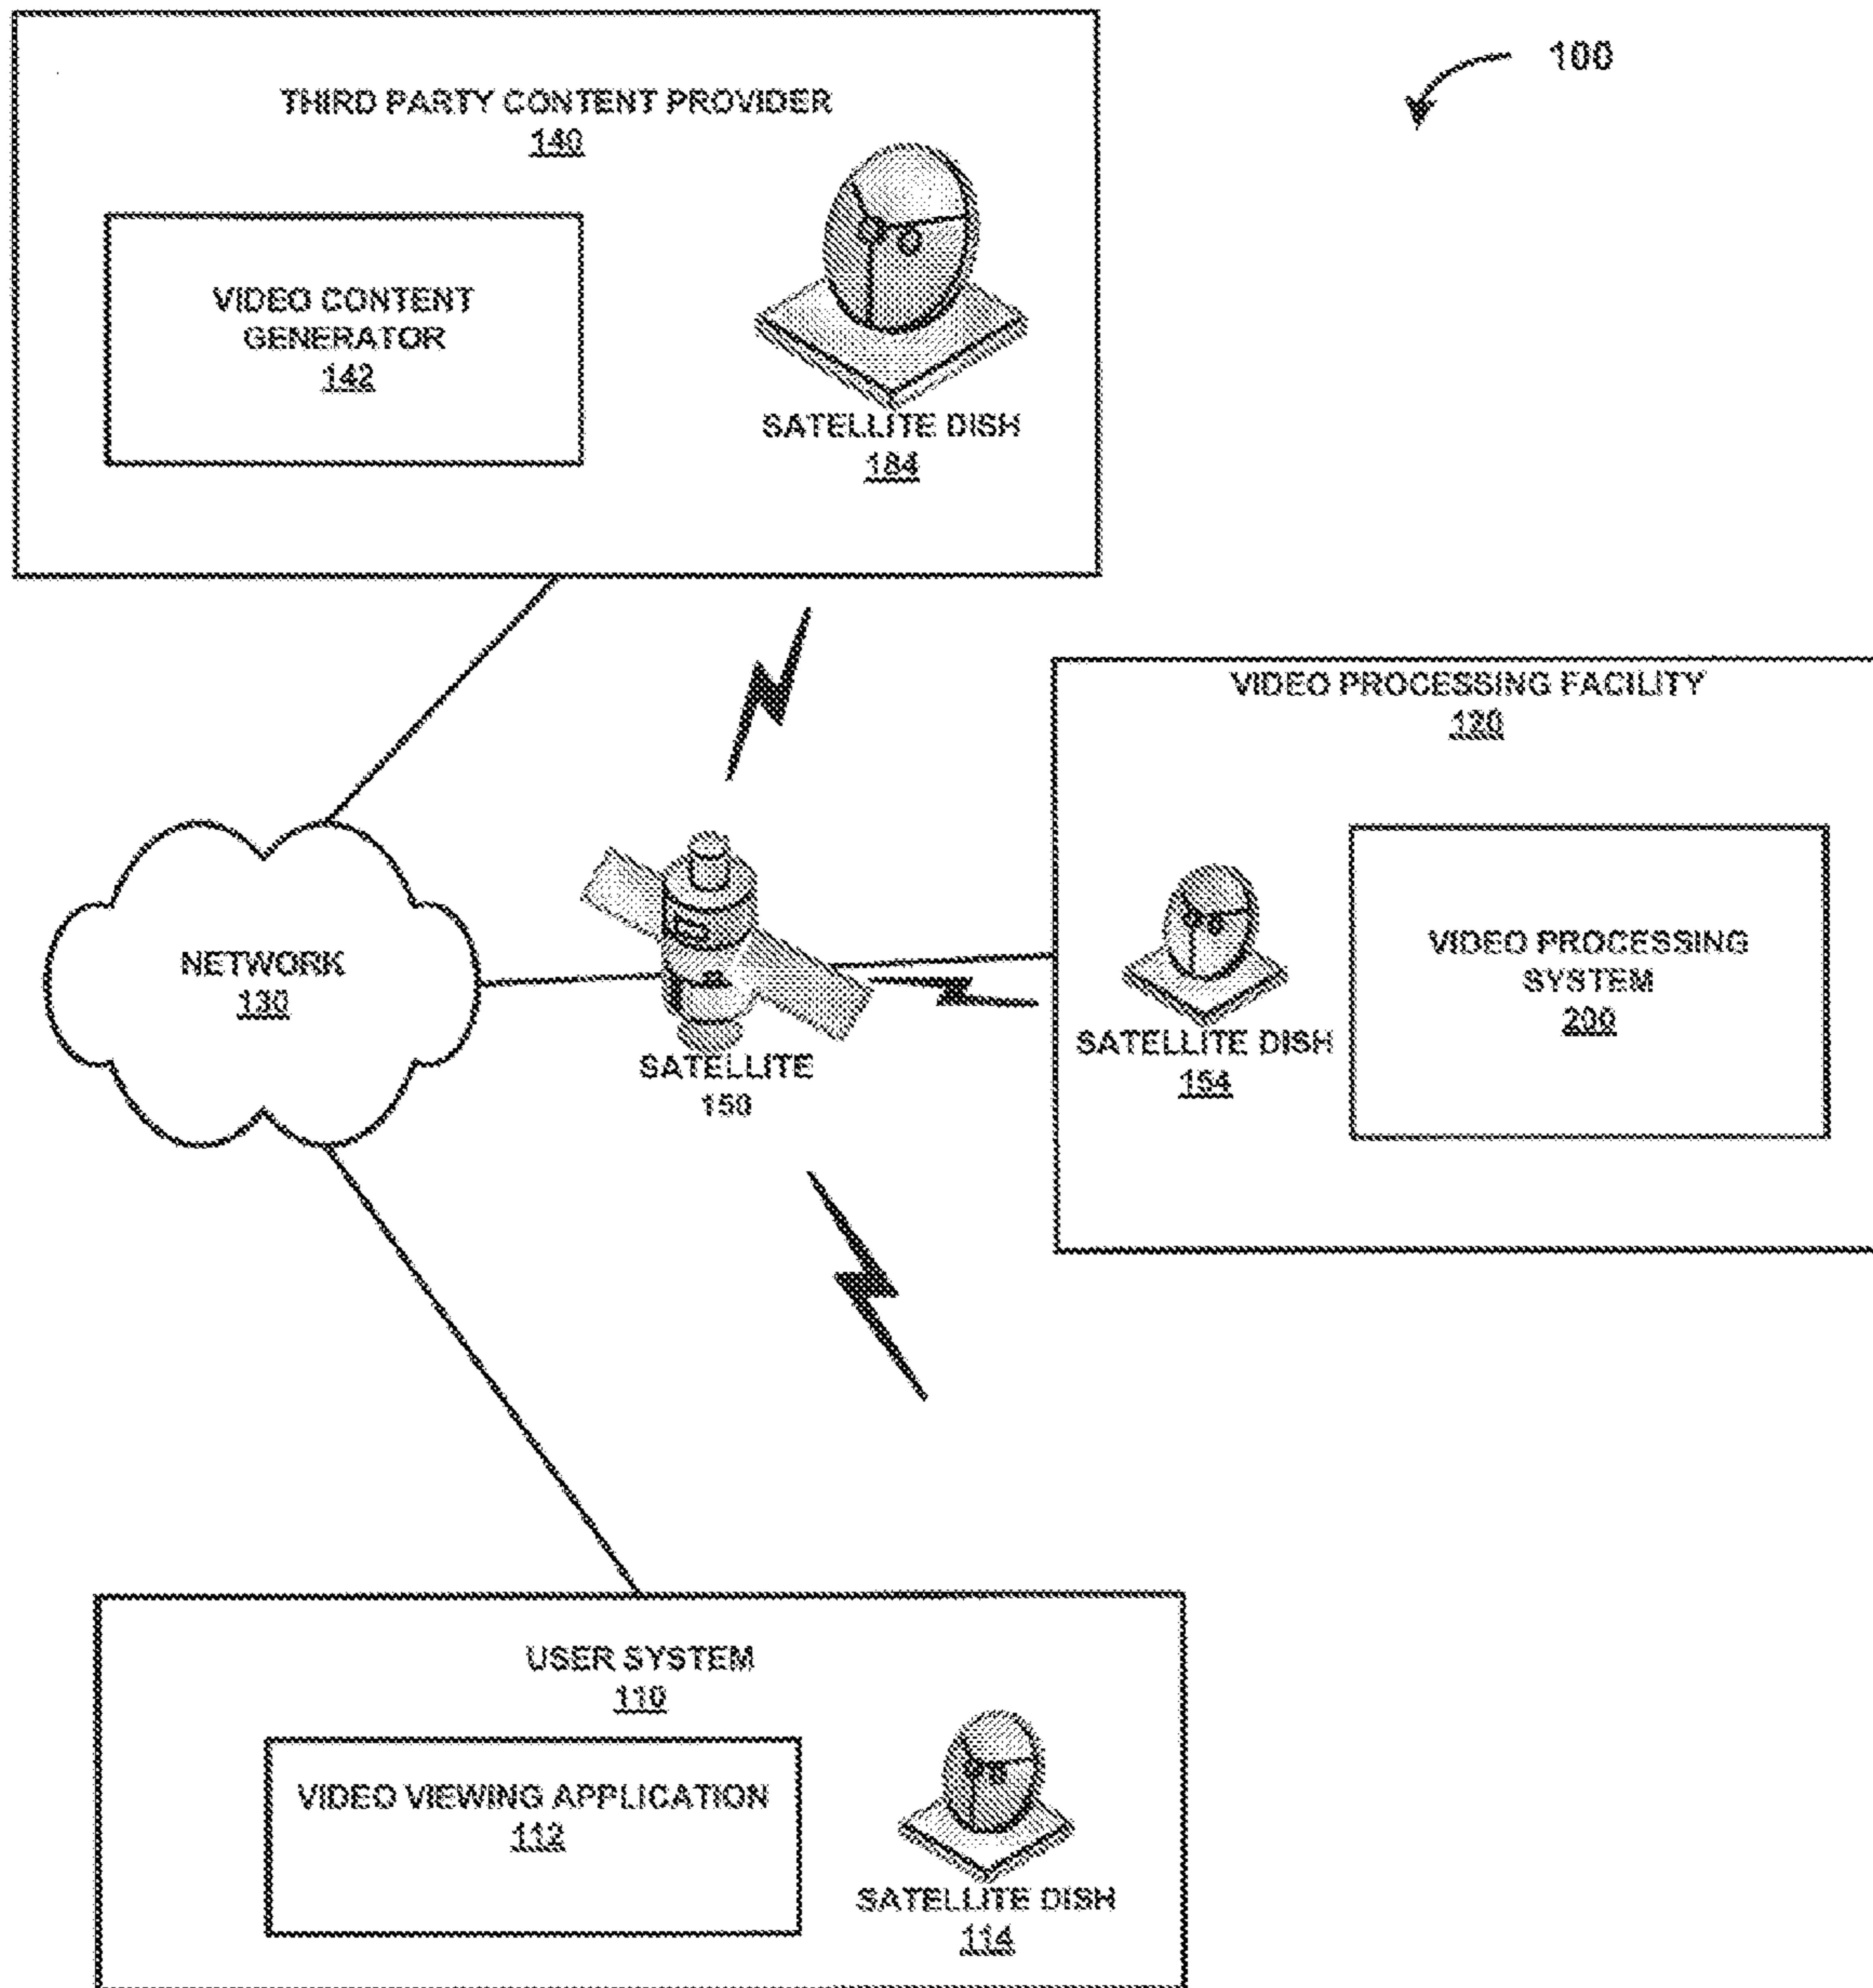 100
THIRD PARTY CONTENT PROVIDER
140
VIDEO CONTENT
GENERATOR
142
SATELLITE DISH
184
VIDEO PROCESSING FACILITY
120
NETWORK
130
SATELLITE
150
SATELLITE DISH
154
VIDEO PROCESSING
SYSTEM
200
USER SYSTEM
110
VIDEO VIEWING APPLICATION
112
SATELLITE DISH
114